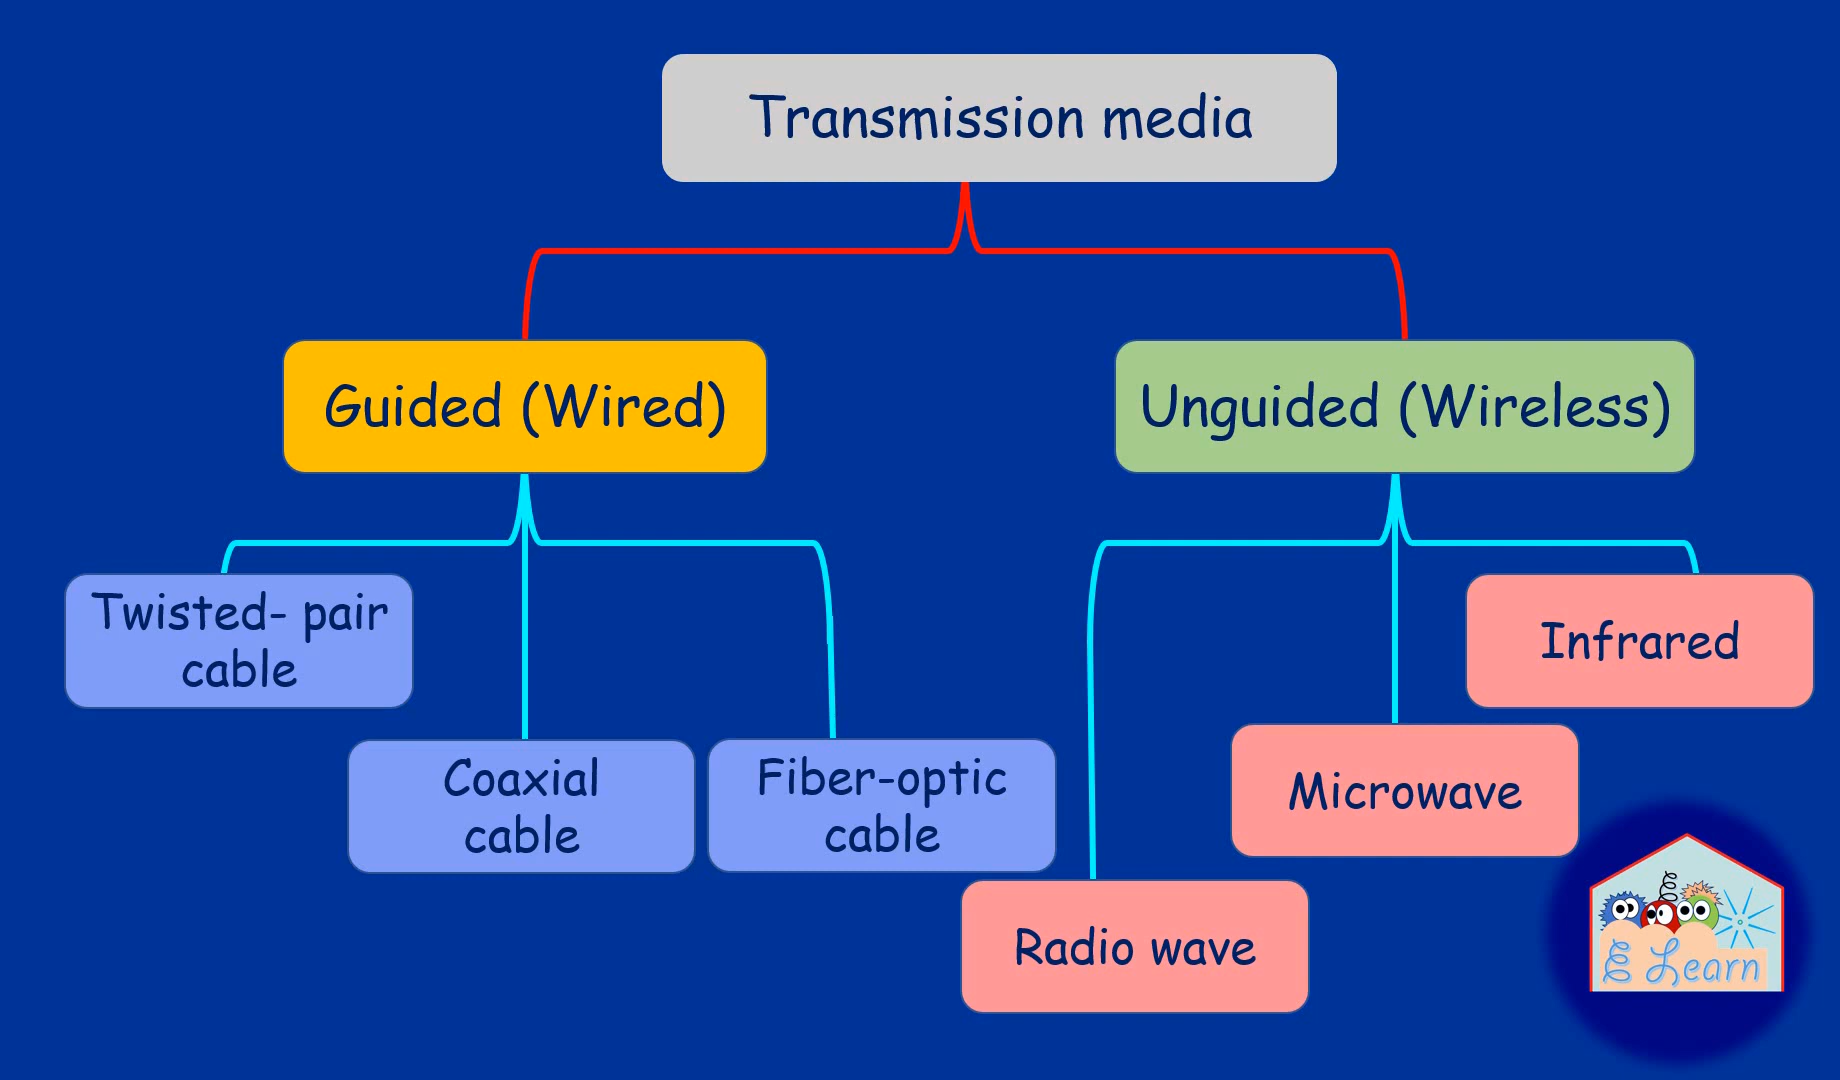 Transmission media
Guided (Wired)
Unguided (Wireless)
Twisted- pair
cable
Coaxial
cable
Fiber-optic
cable
Radio wave
Microwave
Infrared
E Learn